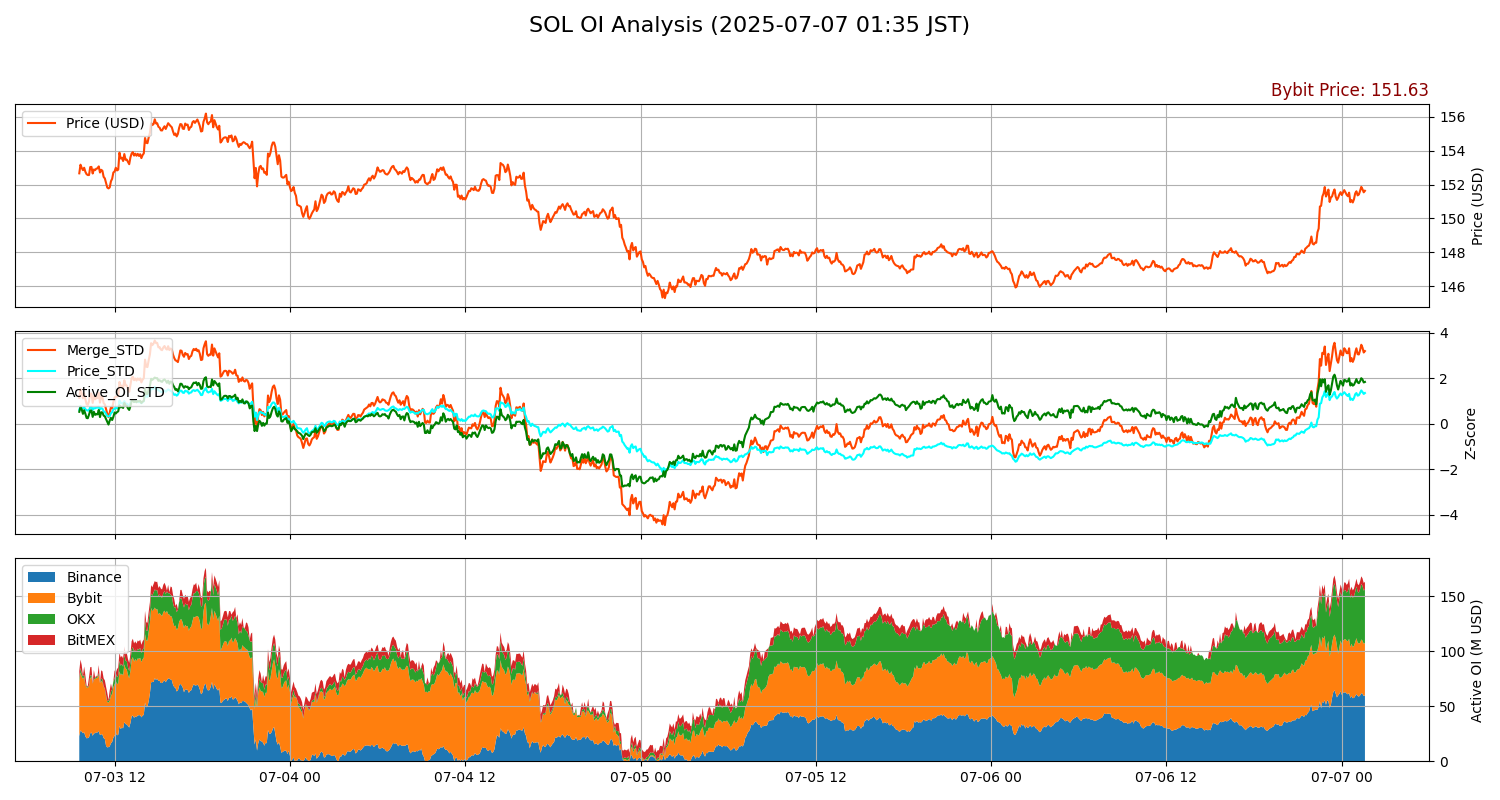 SOL OI Analysis (2025-07-07 01:35 JST)
Bybit Price: 151.63
Price (USD)
156
154
152
150
148
146
Price (USD)
Merge_STD
Price_STD
Active_OI_STD
4
2
0
−2
−4
Z-Score
Binance
Bybit
OKX
BitMEX
150
100
50
0
Active OI (M USD)
07-03 12
07-04 00
07-04 12
07-05 00
07-05 12
07-06 00
07-06 12
07-07 00